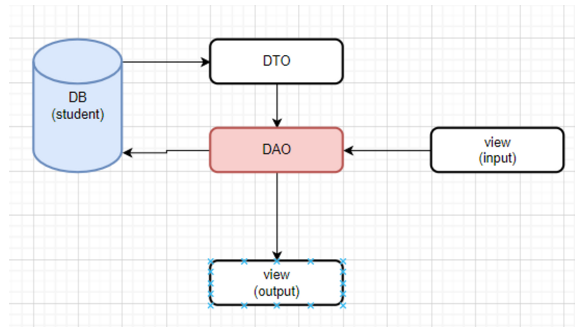 DTO
DB
(student)
DAO
view
(input)
view
(output)